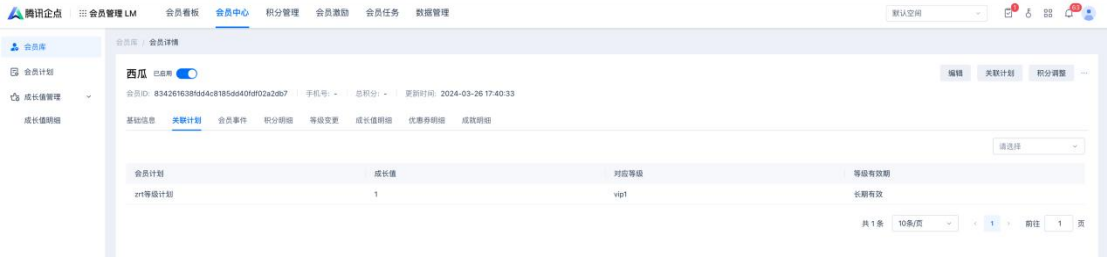 腾讯企点 会员管理 LM 会员看板 会员中心 积分管理 会员激励 会员任务 数据管理 默认空间 63
会员库
会员计划
成长值管理
成长值明细
会员库 / 会员详情
西瓜 已启用 编辑 关联计划 积分调整 ...
会员ID: 834261638fdd4c8185dd40fdf02a2db7 手机号: - 总积分: - 更新时间: 2024-03-26 17:40:33
基础信息 关联计划 会员事件 积分明细 等级变更 成长值明细 优惠券明细 成就明细
请选择
会员计划 成长值 对应等级 等级有效期
zrt等级计划 1 vip1 长期有效
共 1 条 10条/页 1 前往 1 页